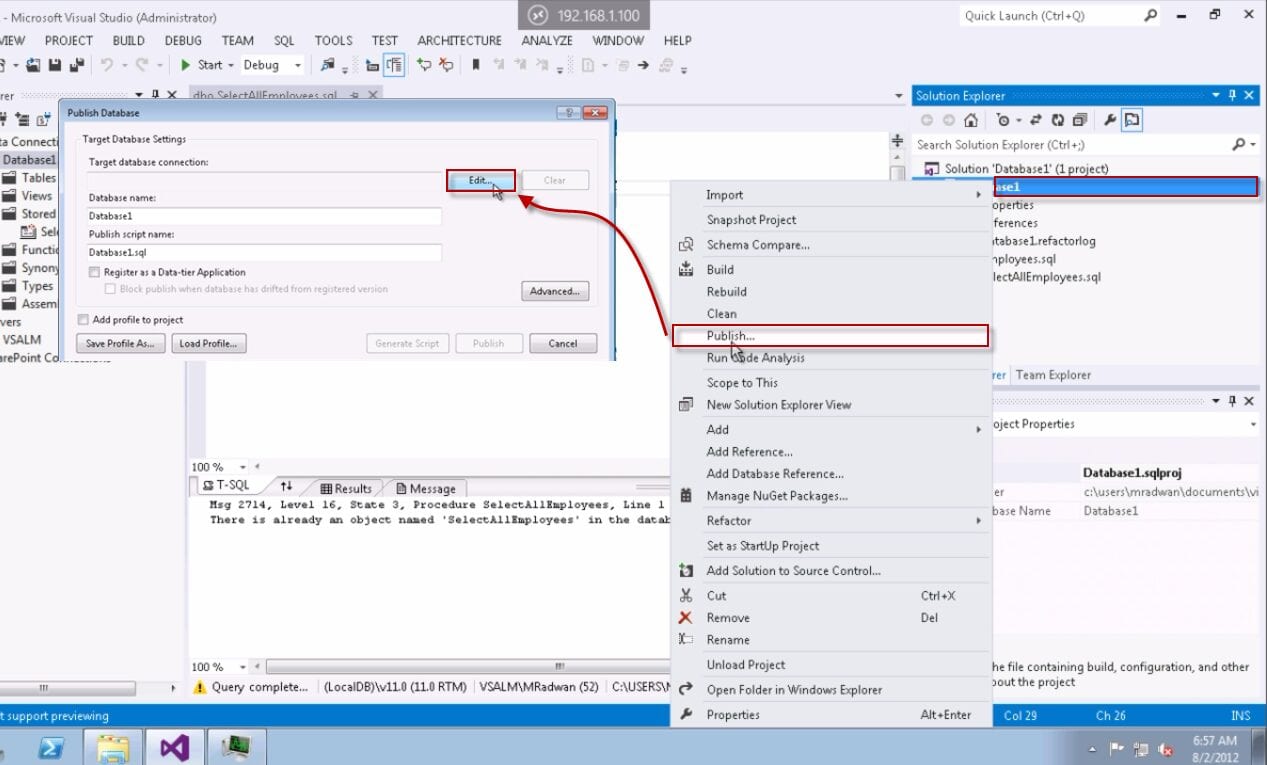 - Microsoft Visual Studio (Administrator)
192.168.1.100
Quick Launch (Ctrl+Q)
VIEW PROJECT BUILD DEBUG TEAM SQL TOOLS TEST ARCHITECTURE ANALYZE WINDOW HELP
Start Debug
rer
dbo.SelectAllEmployees.sql
Solution Explorer
Search Solution Explorer (Ctrl+;)
Solution 'Database1' (1 project)
ase1
operties
ferences
atabase1.refactorlog
mployees.sql
electAllEmployees.sql
ta Connecti
Database1
Tables
Views
Stored
Sel
Functio
Synony
Types
Assem
vers
VSALM
arePoint Connections
Publish Database
Target Database Settings
Target database connection:
Edit...
Clear
Database name:
Database1
Publish script name:
Database1.sql
Register as a Data-tier Application
Block publish when database has drifted from registered version
Advanced...
Add profile to project
Save Profile As...
Load Profile...
Generate Script
Publish
Cancel
Import
Snapshot Project
Schema Compare...
Build
Rebuild
Clean
Publish...
Run Code Analysis
Scope to This
New Solution Explorer View
Add
Add Reference...
Add Database Reference...
Manage NuGet Packages...
Refactor
Set as StartUp Project
Add Solution to Source Control...
Cut Ctrl+X
Remove Del
Rename
Unload Project
Open Folder in Windows Explorer
Properties Alt+Enter
rer Team Explorer
oject Properties
Database1.sqlproj
er c:\users\mradwan\documents\vi
base Name Database1
he file containing build, configuration, and other
bout the project
100 %
T-SQL Results Message
Msg 2714, Level 16, State 3, Procedure SelectAllEmployees, Line 1
There is already an object named 'SelectAllEmployees' in the datab
100 %
Query complete... (LocalDB)\v11.0 (11.0 RTM) VSALM\MRadwan (52) C:\USERS\
t support previewing
Col 29 Ch 26 INS
6:57 AM
8/2/2012